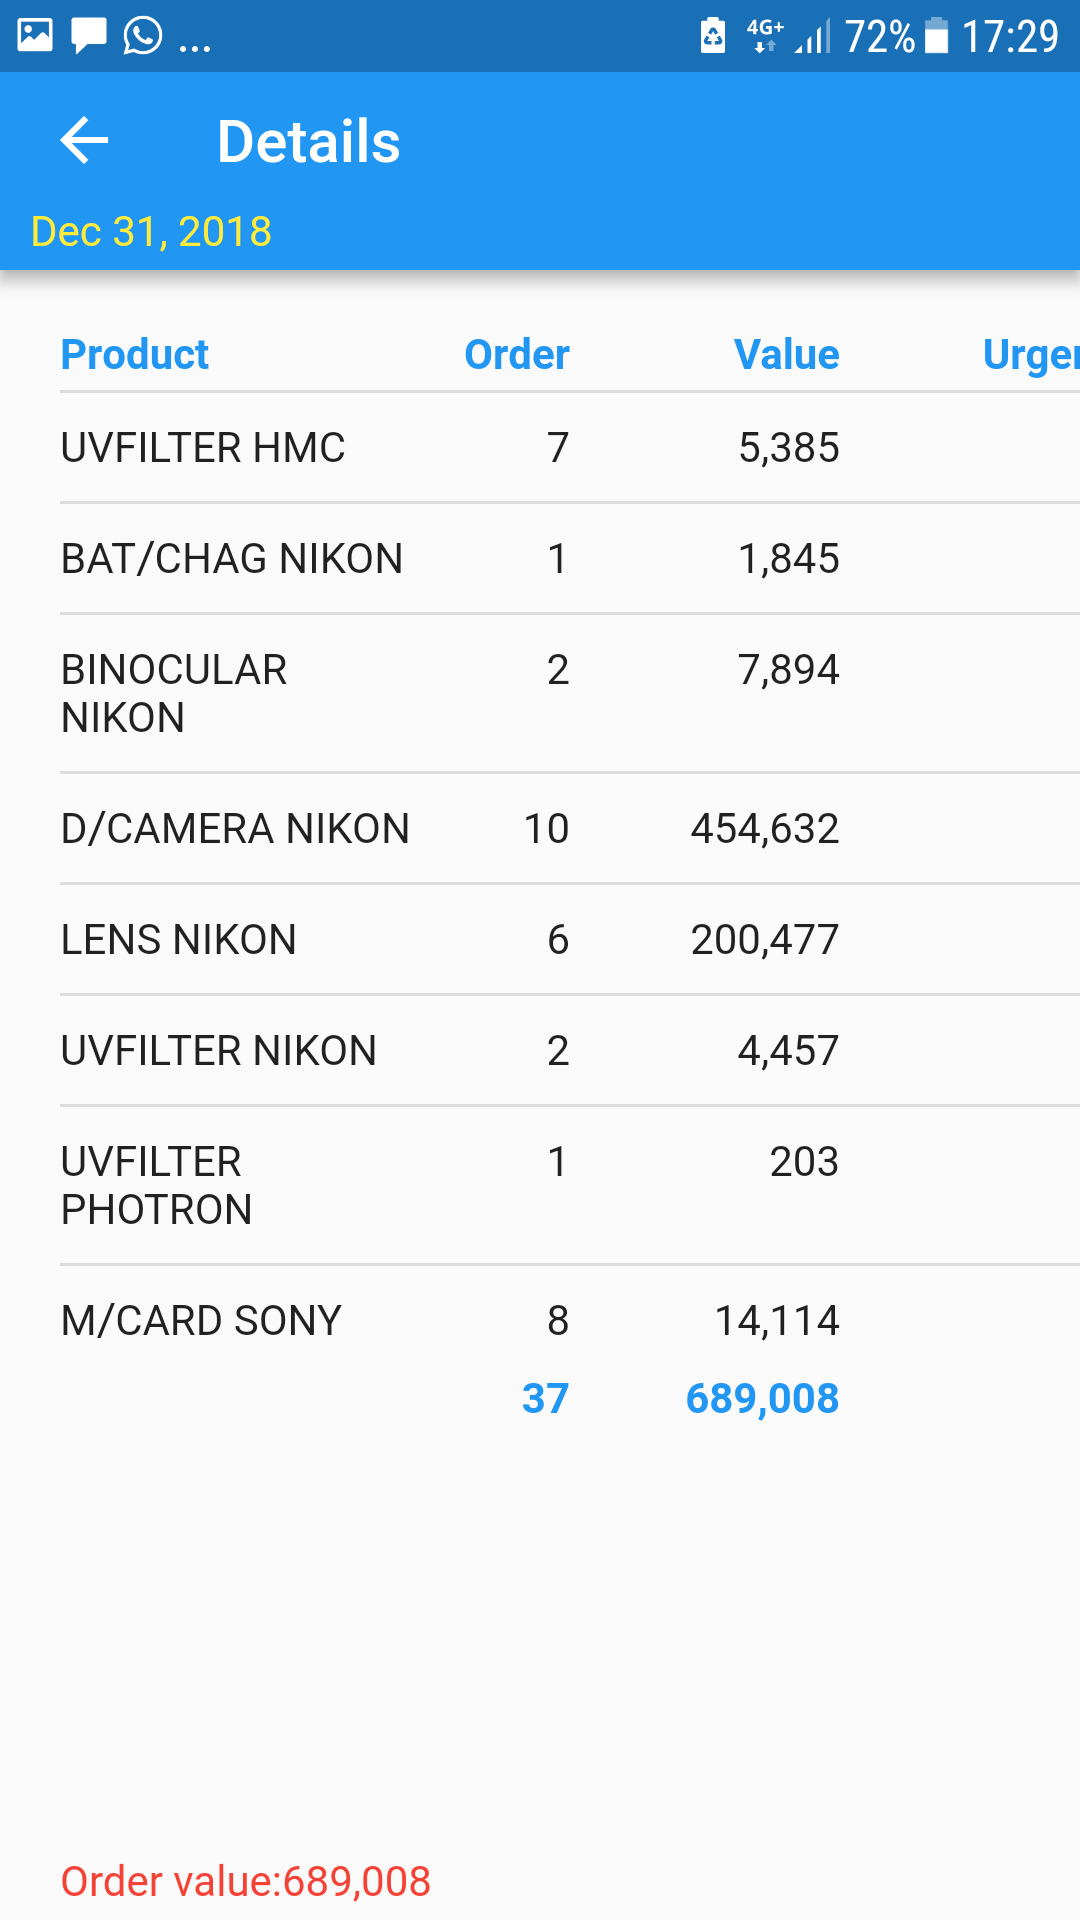 ... 4G+ 72% 17:29
Details
Dec 31, 2018
Product Order Value Urger
UVFILTER HMC 7 5,385
BAT/CHAG NIKON 1 1,845
BINOCULAR 2 7,894
NIKON
D/CAMERA NIKON 10 454,632
LENS NIKON 6 200,477
UVFILTER NIKON 2 4,457
UVFILTER 1 203
PHOTRON
M/CARD SONY 8 14,114
37 689,008
Order value:689,008